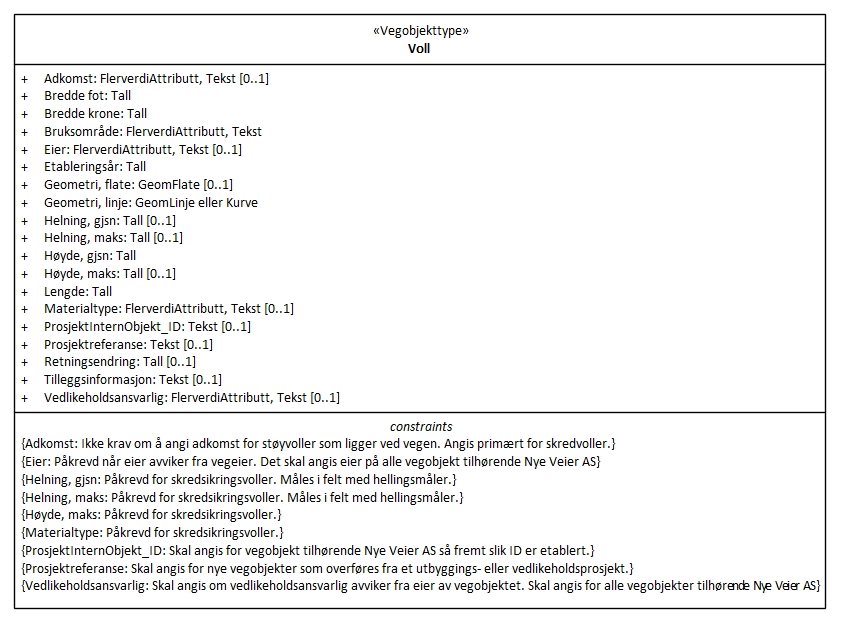 «Vegobjekttype»
Voll
+ Adkomst: FlerverdiAttributt, Tekst [0..1]
+ Bredde fot: Tall
+ Bredde krone: Tall
+ Bruksområde: FlerverdiAttributt, Tekst
+ Eier: FlerverdiAttributt, Tekst [0..1]
+ Etableringsår: Tall
+ Geometri, flate: GeomFlate [0..1]
+ Geometri, linje: GeomLinje eller Kurve
+ Helning, gjsn: Tall [0..1]
+ Helning, maks: Tall [0..1]
+ Høyde, gjsn: Tall
+ Høyde, maks: Tall [0..1]
+ Lengde: Tall
+ Materialtype: FlerverdiAttributt, Tekst [0..1]
+ ProsjektInternObjekt_ID: Tekst [0..1]
+ Prosjektreferanse: Tekst [0..1]
+ Retningsendring: Tall [0..1]
+ Tilleggsinformasjon: Tekst [0..1]
+ Vedlikeholdsansvarlig: FlerverdiAttributt, Tekst [0..1]
constraints
{Adkomst: Ikke krav om å angi adkomst for støyvoller som ligger ved vegen. Angis primært for skredvoller.}
{Eier: Påkrevd når eier avviker fra vegeier. Det skal angis eier på alle vegobjekt tilhørende Nye Veier AS}
{Helning, gjsn: Påkrevd for skredsikringsvoller. Måles i felt med hellingsmåler.}
{Helning, maks: Påkrevd for skredsikringsvoller. Måles i felt med hellingsmåler.}
{Høyde, maks: Påkrevd for skredsikringsvoller.}
{Materialtype: Påkrevd for skredsikringsvoller.}
{ProsjektInternObjekt_ID: Skal angis for vegobjekt tilhørende Nye Veier AS så fremt slik ID er etablert.}
{Prosjektreferanse: Skal angis for nye vegobjekter som overføres fra et utbyggings- eller vedlikeholdsprosjekt.}
{Vedlikeholdsansvarlig: Skal angis om vedlikeholdsansvarlig avviker fra eier av vegobjektet. Skal angis for alle vegobjekter tilhørende Nye Veier AS}